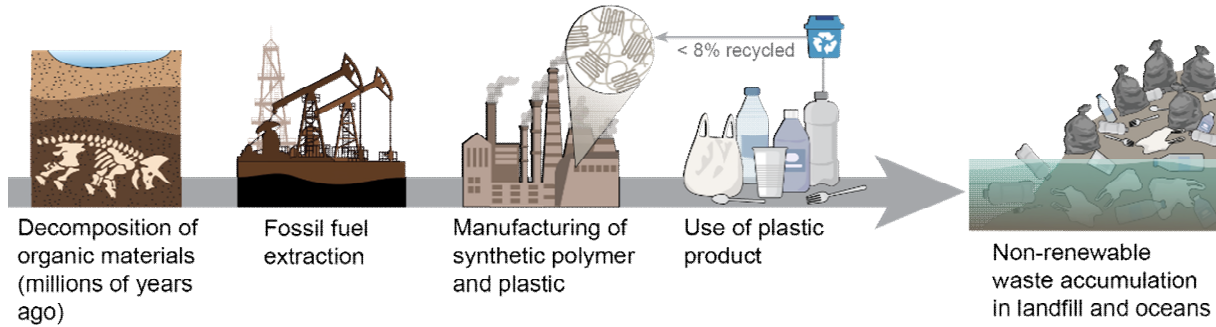 < 8% recycled
Decomposition of
organic materials
(millions of years
ago)
Fossil fuel
extraction
Manufacturing of
synthetic polymer
and plastic
Use of plastic
product
Non-renewable
waste accumulation
in landfill and oceans